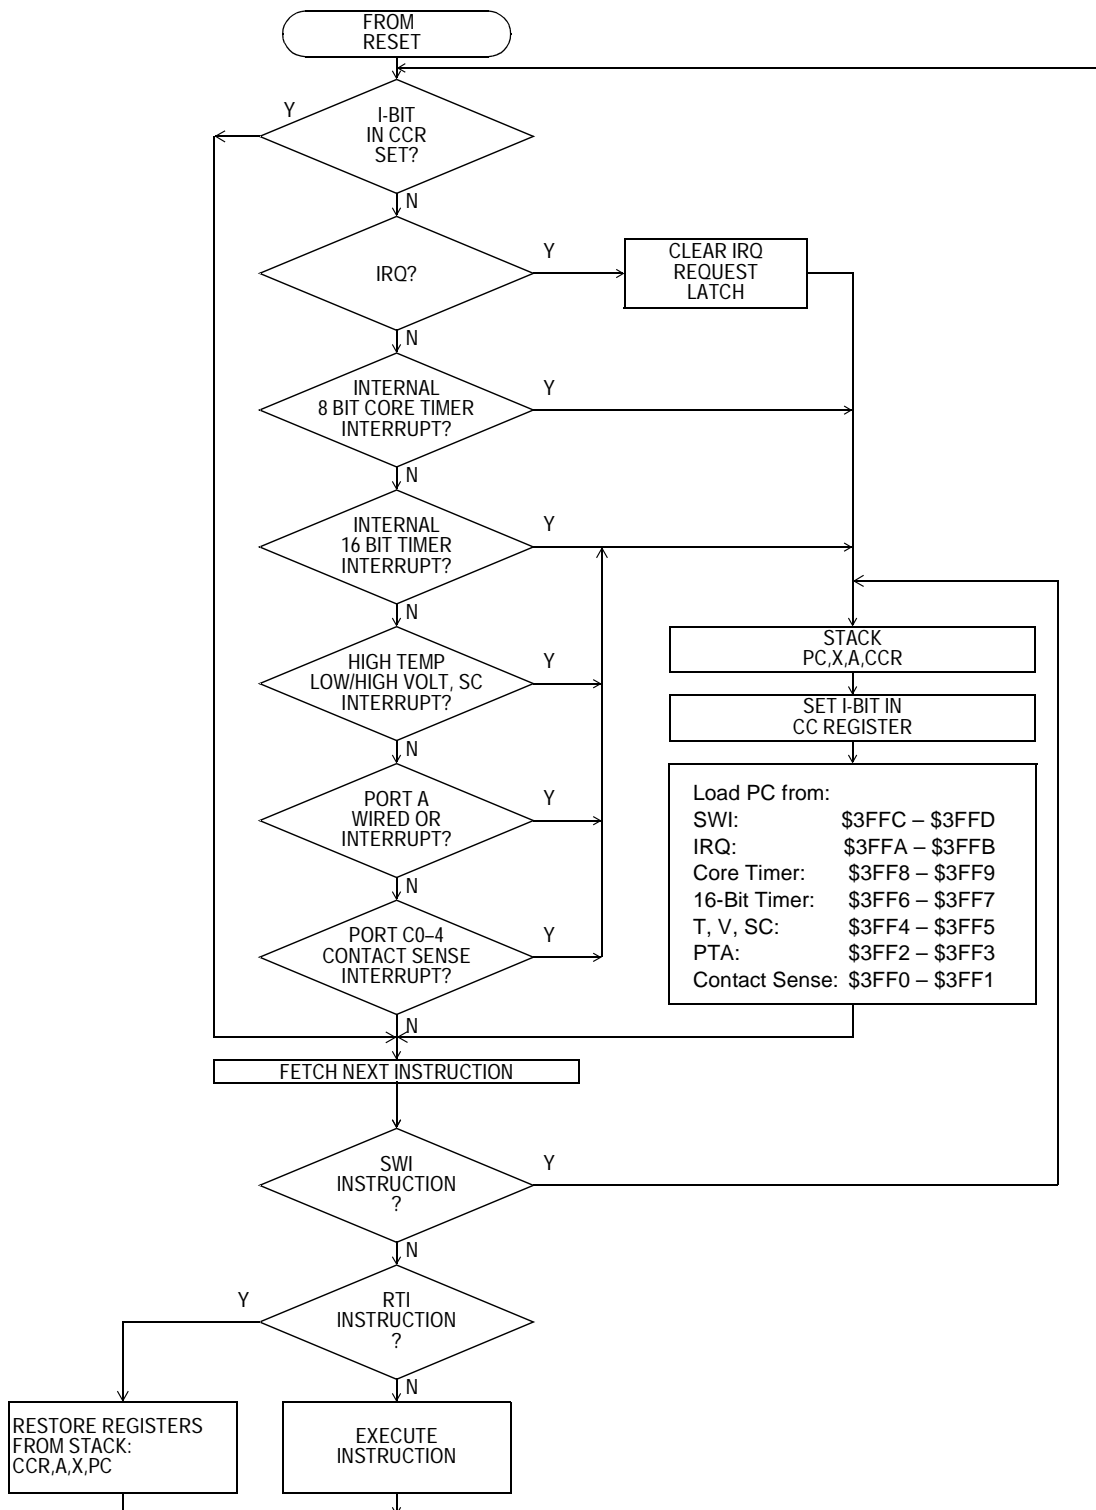 FROM
RESET
Y
I-BIT
IN CCR
SET?
N
IRQ?
Y
CLEAR IRQ
REQUEST
LATCH
N
INTERNAL
8 BIT CORE TIMER
INTERRUPT?
Y
N
INTERNAL
16 BIT TIMER
INTERRUPT?
Y
N
HIGH TEMP
LOW/HIGH VOLT, SC
INTERRUPT?
Y
STACK
PC,X,A,CCR
SET I-BIT IN
CC REGISTER
N
PORT A
WIRED OR
INTERRUPT?
Y
Load PC from:
SWI: $3FFC – $3FFD
IRQ: $3FFA – $3FFB
Core Timer: $3FF8 – $3FF9
16-Bit Timer: $3FF6 – $3FF7
T, V, SC: $3FF4 – $3FF5
PTA: $3FF2 – $3FF3
Contact Sense: $3FF0 – $3FF1
N
PORT C0–4
CONTACT SENSE
INTERRUPT?
Y
N
FETCH NEXT INSTRUCTION
SWI
INSTRUCTION
?
Y
N
Y
RTI
INSTRUCTION
?
N
RESTORE REGISTERS
FROM STACK:
CCR,A,X,PC
EXECUTE
INSTRUCTION